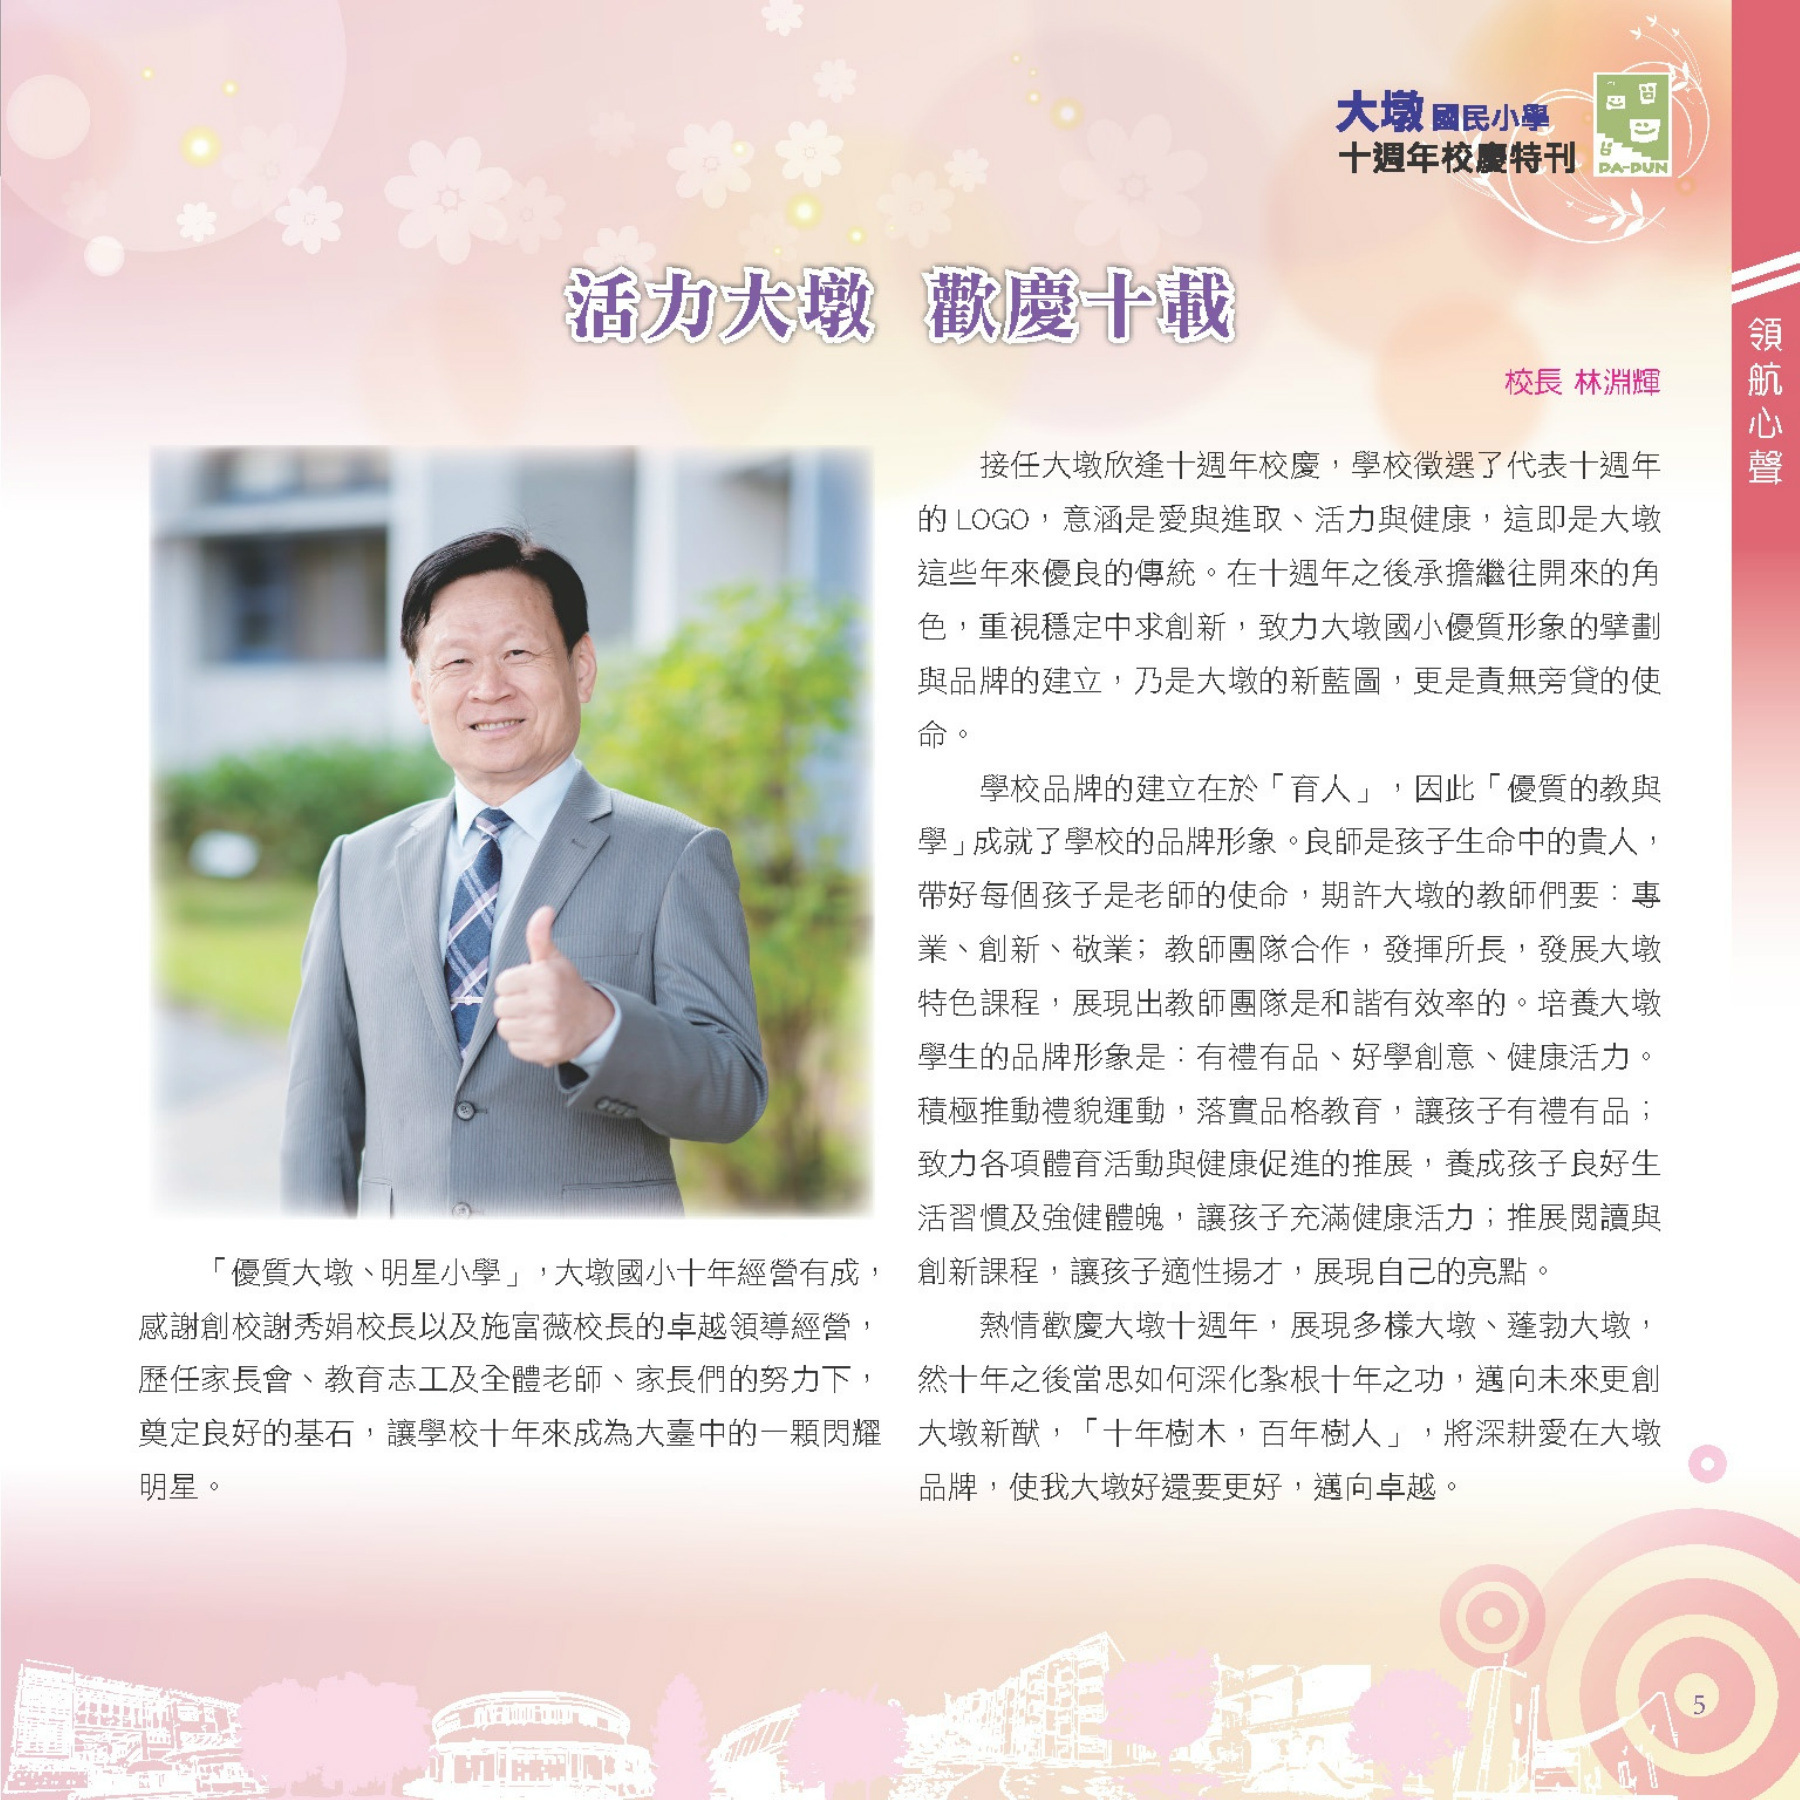 大墩 國民小學
十週年校慶特刊
DA-DUN
領航心聲
活力大墩 歡慶十載
校長 林淵輝
「優質大墩、明星小學」，大墩國小十年經營有成，
感謝創校謝秀娟校長以及施富薇校長的卓越領導經營，
歷任家長會、教育志工及全體老師、家長們的努力下，
奠定良好的基石，讓學校十年來成為大臺中的一顆閃耀
明星。
接任大墩欣逢十週年校慶，學校徵選了代表十週年
的 LOGO，意涵是愛與進取、活力與健康，這即是大墩
這些年來優良的傳統。在十週年之後承擔繼往開來的角
色，重視穩定中求創新，致力大墩國小優質形象的擘劃
與品牌的建立，乃是大墩的新藍圖，更是責無旁貸的使
命。
學校品牌的建立在於「育人」，因此「優質的教與
學」成就了學校的品牌形象。良師是孩子生命中的貴人，
帶好每個孩子是老師的使命，期許大墩的教師們要：專
業、創新、敬業；教師團隊合作，發揮所長，發展大墩
特色課程，展現出教師團隊是和諧有效率的。培養大墩
學生的品牌形象是：有禮有品、好學創意、健康活力。
積極推動禮貌運動，落實品格教育，讓孩子有禮有品；
致力各項體育活動與健康促進的推展，養成孩子良好生
活習慣及強健體魄，讓孩子充滿健康活力；推展閱讀與
創新課程，讓孩子適性揚才，展現自己的亮點。
熱情歡慶大墩十週年，展現多樣大墩、蓬勃大墩，
然十年之後當思如何深化紮根十年之功，邁向未來更創
大墩新猷，「十年樹木，百年樹人」，將深耕愛在大墩
品牌，使我大墩好還要更好，邁向卓越。
5